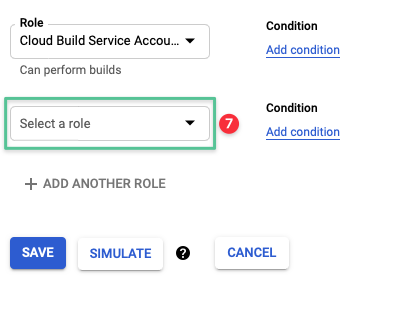 Role
Condition
Cloud Build Service Accou...
Add condition
Can perform builds
Condition
Select a role
7
Add condition
ADD ANOTHER ROLE
SAVE
SIMULATE
?
CANCEL